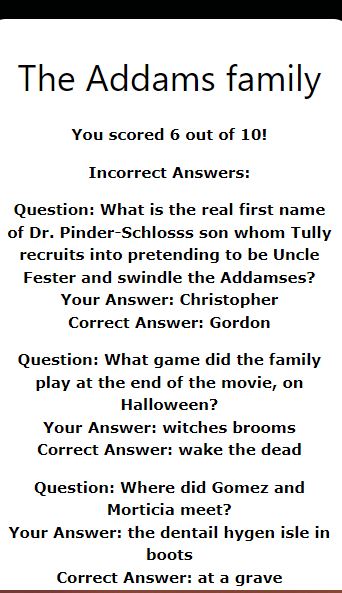 The Addams family
You scored 6 out of 10!
Incorrect Answers:
Question: What is the real first name
of Dr. Pinder-Schlosss son whom Tully
recruits into pretending to be Uncle
Fester and swindle the Addamses?
Your Answer: Christopher
Correct Answer: Gordon
Question: What game did the family
play at the end of the movie, on
Halloween?
Your Answer: witches brooms
Correct Answer: wake the dead
Question: Where did Gomez and
Morticia meet?
Your Answer: the dentail hygen isle in
boots
Correct Answer: at a grave